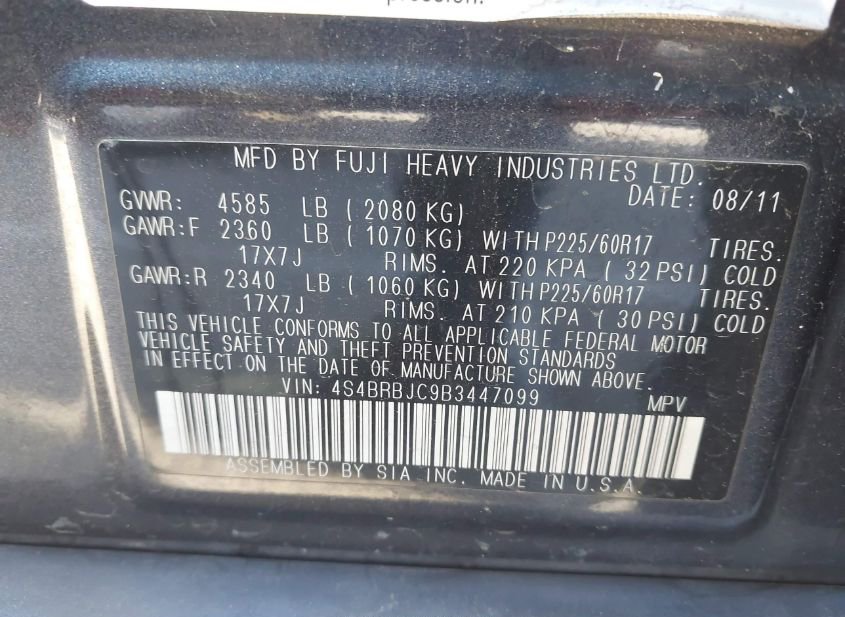 MFD BY FUJI HEAVY INDUSTRIES LTD.
DATE: 08/11
GVWR: 4585 LB ( 2080 KG)
GAWR:F 2360 LB ( 1070 KG) WITH P225/60R17 TIRES.
17X7J RIMS. AT 220 KPA ( 32 PSI) COLD
GAWR:R 2340 LB ( 1060 KG) WITH P225/60R17 TIRES.
17X7J RIMS. AT 210 KPA ( 30 PSI) COLD
THIS VEHICLE CONFORMS TO ALL APPLICABLE FEDERAL MOTOR
VEHICLE SAFETY AND THEFT PREVENTION STANDARDS
IN EFFECT ON THE DATE OF MANUFACTURE SHOWN ABOVE.
VIN: 4S4BRBJC9B3447099 MPV
ASSEMBLED BY SIA INC. MADE IN U.S.A.